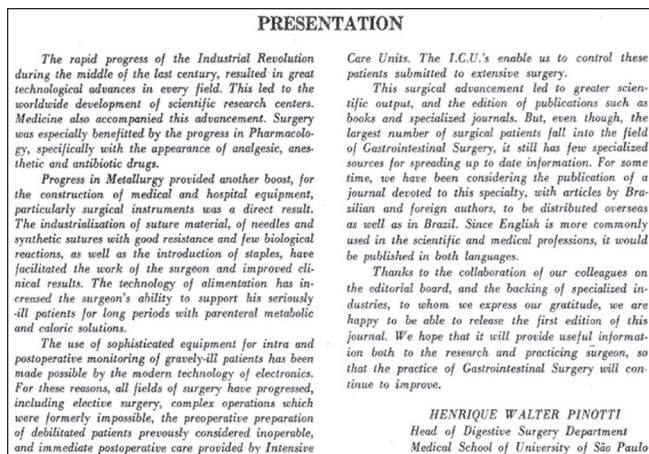 PRESENTATION
The rapid progress of the Industrial Revolution
during the middle of the last century, resulted in great
technological advances in every field. This led to the
worldwide development of scientific research centers.
Medicine also accompanied this advancement. Surgery
was especially benefitted by the progress in Pharmacolo-
gy, specifically with the appearance of analgesic, anes-
thetic and antibiotic drugs.
Progress in Metallurgy provided another boost, for
the construction of medical and hospital equipment,
particularly surgical instruments was a direct result.
The industrialization of suture material, of needles and
synthetic sutures with good resistance and few biological
reactions, as well as the introduction of staples, have
facilitated the work of the surgeon and improved cli-
nical results. The technology of alimentation has in-
creased the surgeon's ability to support his seriously
-ill patients for long periods with parenteral metabolic
and caloric solutions.
The use of sophisticated equipment for intra and
postoperative monitoring of gravely-ill patients has been
made possible by the modern technology of electronics.
For these reasons, all fields of surgery have progressed,
including elective surgery, complex operations which
were formerly impossible, the preoperative preparation
of debilitated patients prevously considered inoperable,
and immediate postoperative care provided by Intensive
Care Units. The I.C.U.'s enable us to control these
patients submitted to extensive surgery.
This surgical advancement led to greater scien-
tific output, and the edition of publications such as
books and specialized journals. But, even though, the
largest number of surgical patients fall into the field
of Gastrointestinal Surgery, it still has few specialized
sources for spreading up to date information. For some
time, we have been considering the publication of a
journal devoted to this specialty, with articles by Bra-
zilian and foreign authors, to be distributed overseas
as well as in Brazil. Since English is more commonly
used in the scientific and medical professions, it would
be published in both languages.
Thanks to the collaboration of our colleagues on
the editorial board, and the backing of specialized in-
dustries, to whom we express our gratitude, we are
happy to be able to release the first edition of this
journal. We hope that it will provide useful informat-
ion both to the research and practicing surgeon, so
that the practice of Gastrointestinal Surgery will con-
tinue to improve.
HENRIQUE WALTER PINOTTI
Head of Digestive Surgery Department
Medical School of University of São Paulo